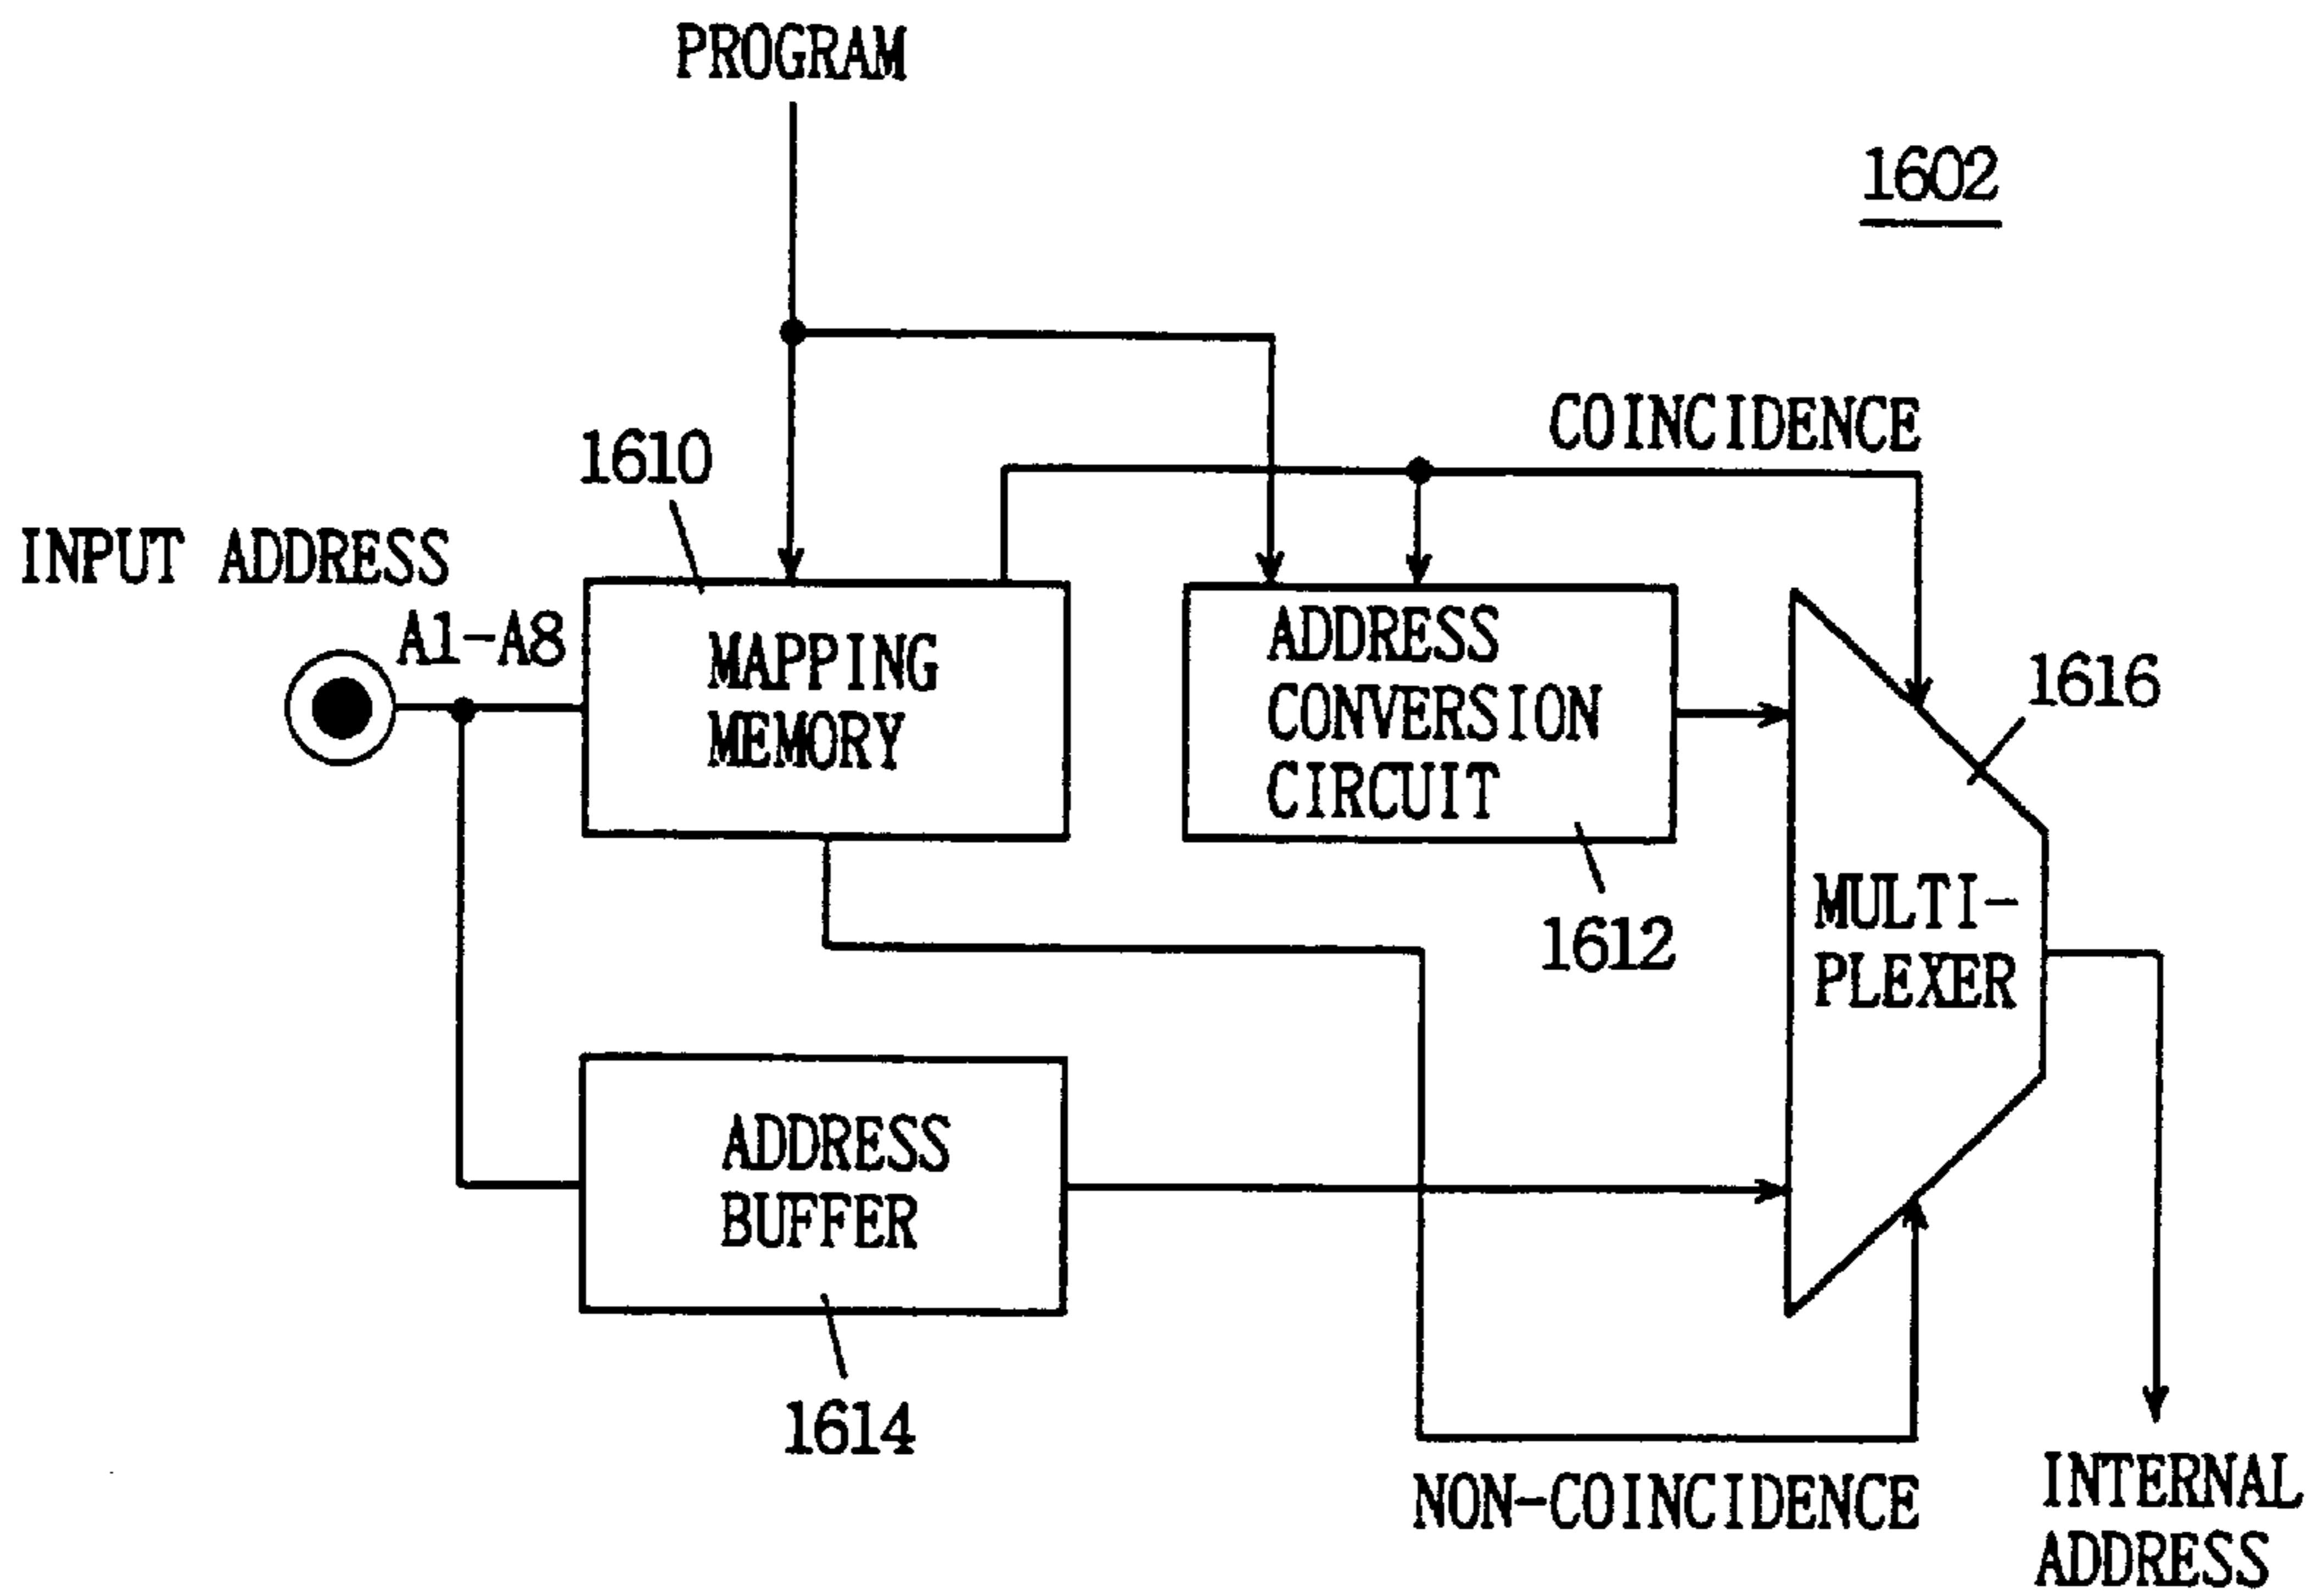 PROGRAM
1602
COINCIDENCE
1610
INPUT ADDRESS
A1-A8
MAPPING
MEMORY
ADDRESS
CONVERSION
CIRCUIT
1616
1612
MULTI-
PLEXER
ADDRESS
BUFFER
1614
NON-COINCIDENCE
INTERNAL
ADDRESS